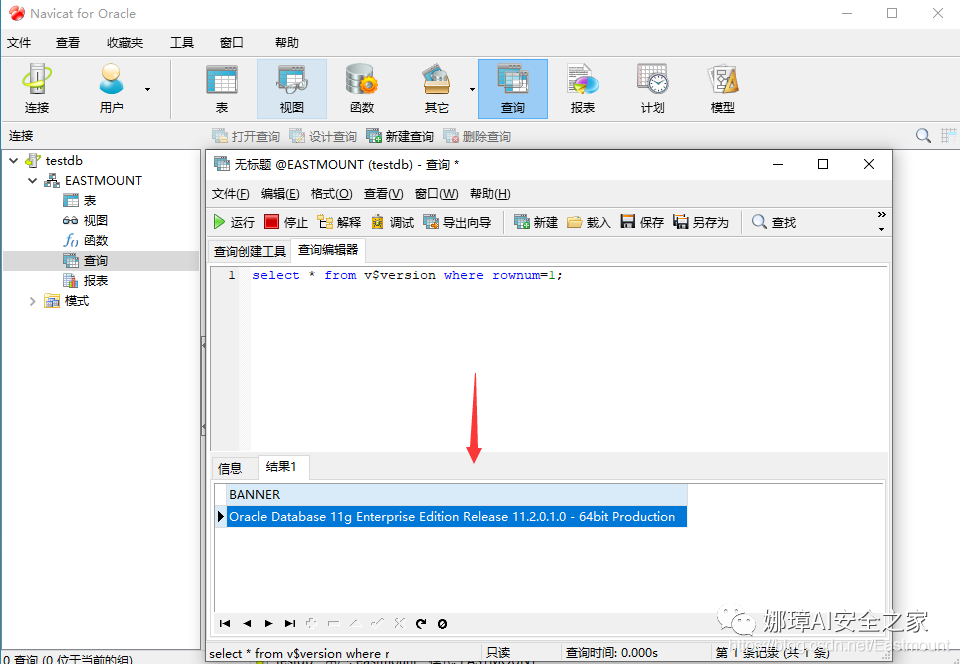 Navicat for Oracle
文件 查看 收藏夹 工具 窗口 帮助
连接 用户 表 视图 函数 其它 查询 报表 计划 模型
连接 打开查询 设计查询 新建查询 删除查询
testdb
EASTMOUNT
表
视图
函数
查询
报表
模式
无标题 @EASTMOUNT (testdb) - 查询 *
文件(F) 编辑(E) 格式(O) 查看(V) 窗口(W) 帮助(H)
运行 停止 解释 调试 导出向导 新建 载入 保存 另存为 查找 »
查询创建工具 查询编辑器
1 select * from v$version where rownum=1;
信息 结果1
BANNER
Oracle Database 11g Enterprise Edition Release 11.2.0.1.0 - 64bit Production
select * from v$version where r 只读 查询时间: 0.000s 第 1 条记录 (共 1 条)
0 查询 (0 位于当前的组)
娜璋AI安全之家
https://blog.csdn.net/Eastmount